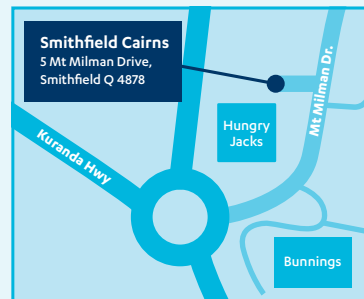 Smithfield Cairns
5 Mt Milman Drive,
Smithfield Q 4878
Mt Milman Dr.
Hungry
Jacks
Kuranda Hwy
Bunnings